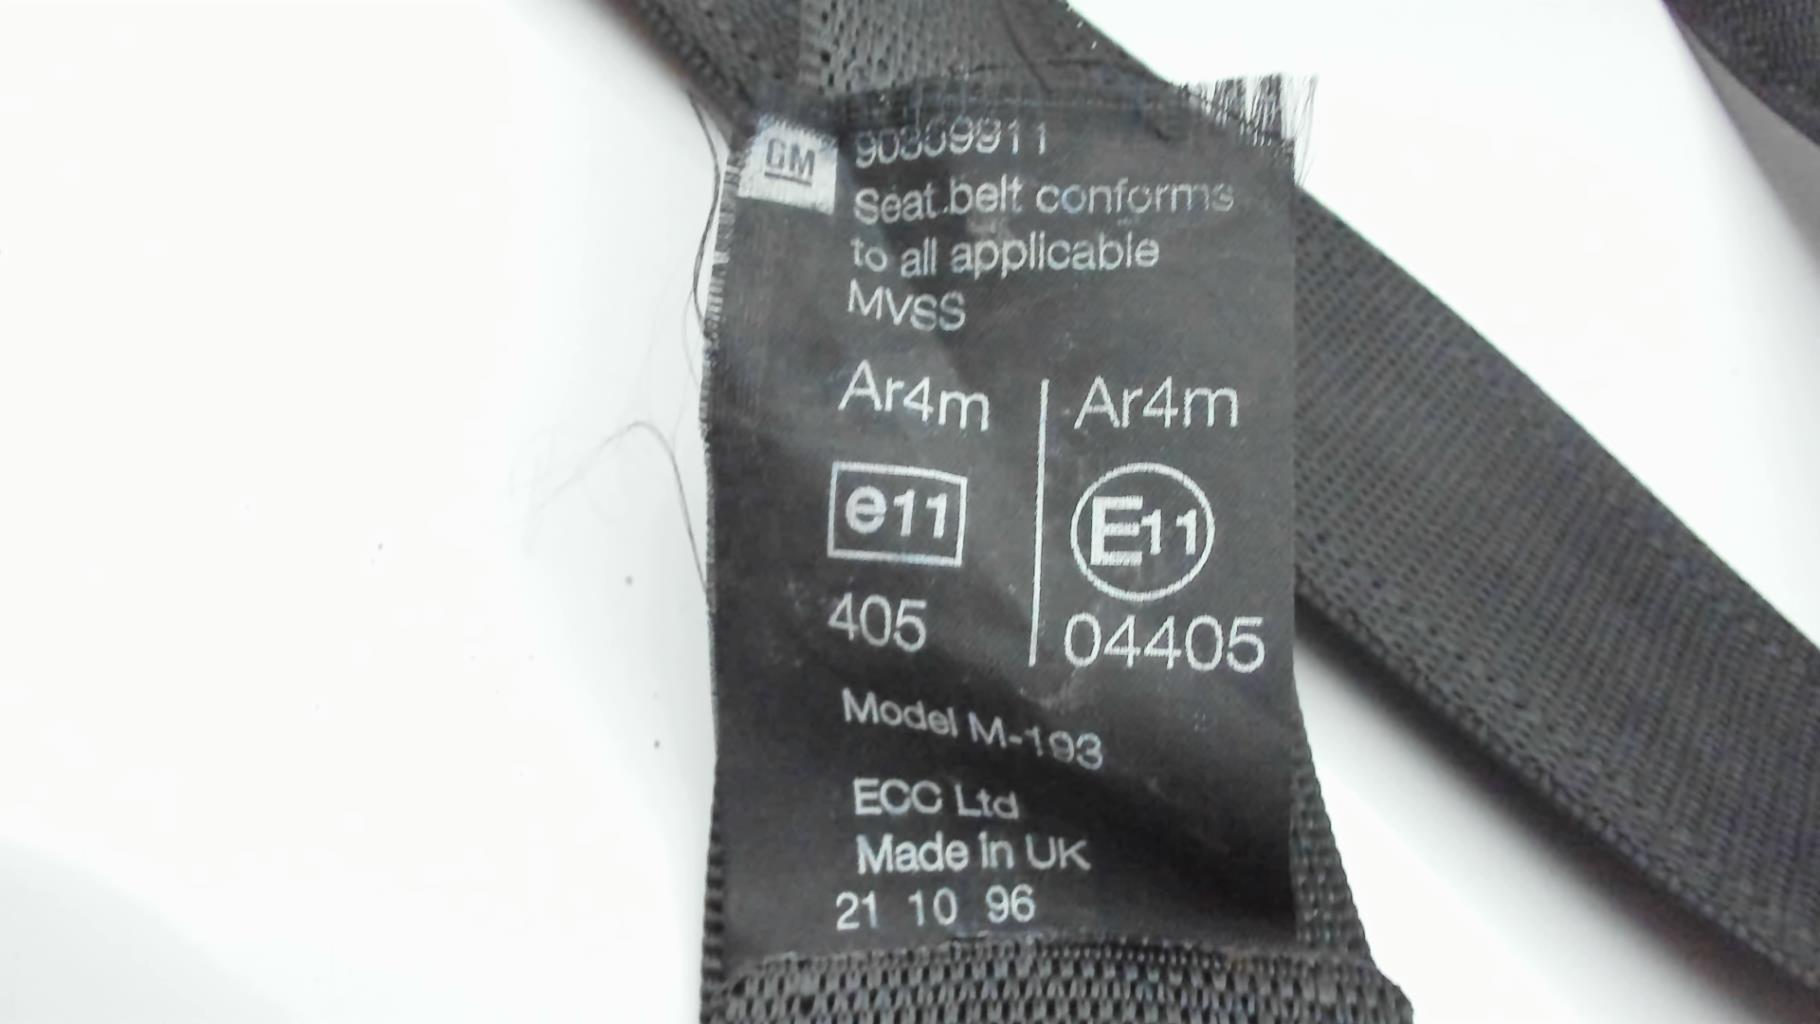 GM
Seat belt conforms
to all applicable
MVSS
Ar4m Ar4m
e11 E11
405 04405
Model M-193
ECC Ltd
Made in UK
21 10 96